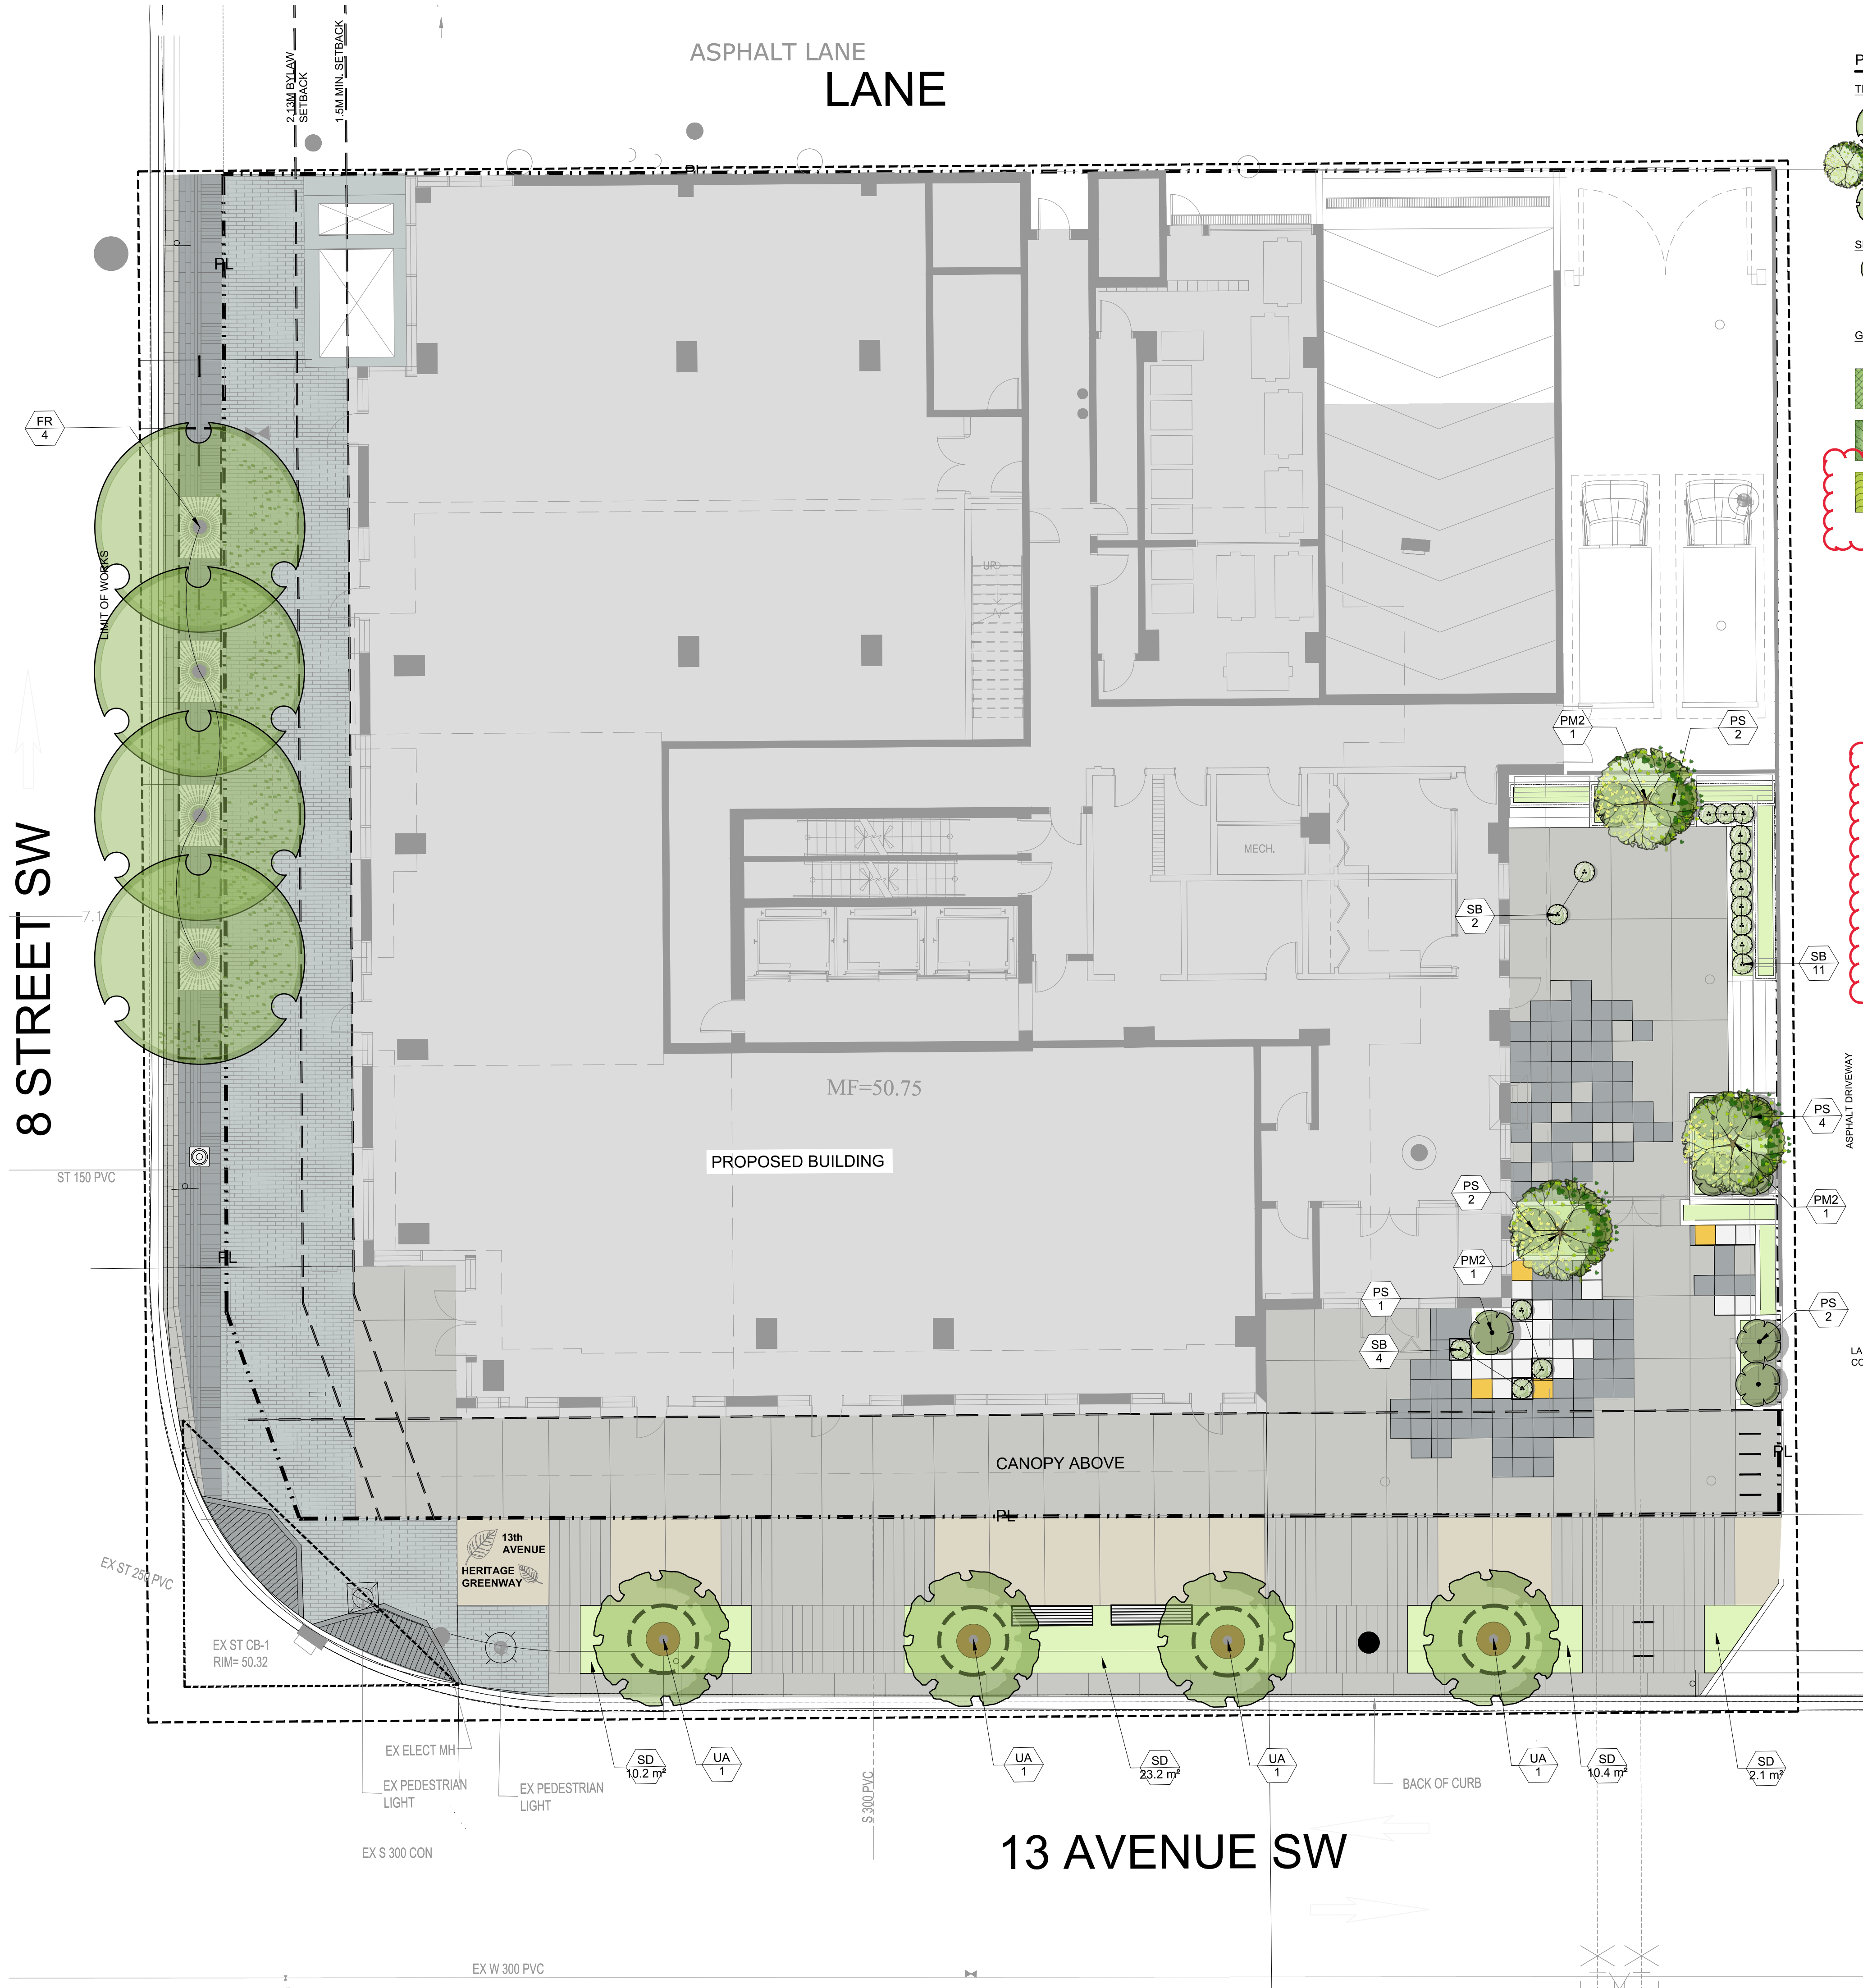 ASPHALT LANE
LANE
2.13M BYLAW
SETBACK
1.5M MIN. SETBACK
PL
PL
FR
4
LIMIT OF WORKS
8 STREET SW
7.1
ST 150 PVC
PL
UP
MECH.
MF=50.75
PROPOSED BUILDING
PM2
1
PS
2
SB
2
SB
11
ASPHALT DRIVEWAY
PS
4
PS
2
PM2
1
PM2
1
PS
1
SB
4
PS
2
CANOPY ABOVE
PL
PL
13th
AVENUE
HERITAGE
GREENWAY
EX ST 250 PVC
EX ST CB-1
RIM= 50.32
EX ELECT MH
EX PEDESTRIAN
LIGHT
EX PEDESTRIAN
LIGHT
SD
10.2 m²
UA
1
S 300 PVC
UA
1
SD
23.2 m²
UA
1
BACK OF CURB
UA
1
SD
10.4 m²
SD
2.1 m²
EX S 300 CON
13 AVENUE SW
EX W 300 PVC